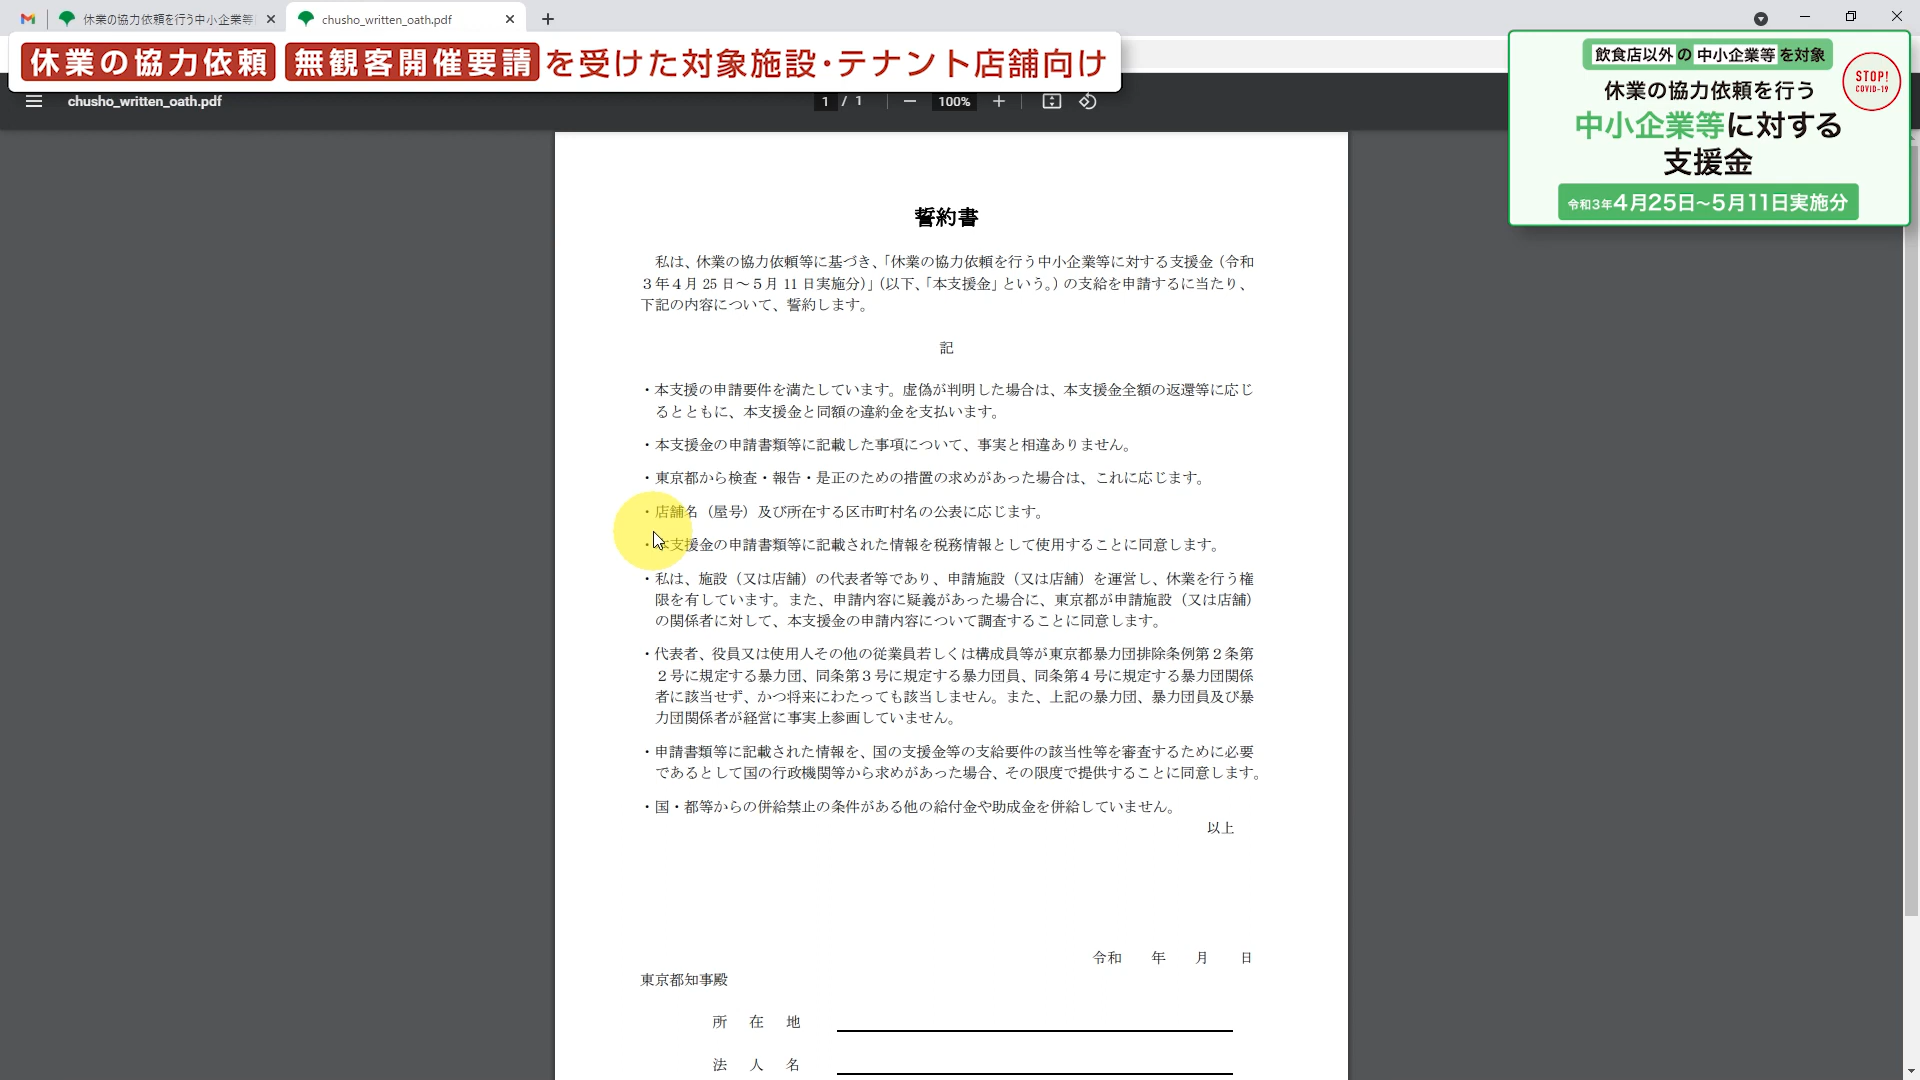 休業の協力依頼を行う中小企業等
chusho_written_oath.pdf
休業の協力依頼 無観客開催要請 を受けた対象施設・テナント店舗向け
飲食店以外の中小企業等を対象
STOP!
COVID-19
休業の協力依頼を行う
中小企業等に対する
支援金
令和3年4月25日～5月11日実施分
chusho_written_oath.pdf
1 / 1
100%
誓約書
私は、休業の協力依頼等に基づき、「休業の協力依頼を行う中小企業等に対する支援金（令和
３年４月 25 日～５月 11 日実施分）」（以下、「本支援金」という。）の支給を申請するに当たり、
下記の内容について、誓約します。
記
・本支援の申請要件を満たしています。虚偽が判明した場合は、本支援金全額の返還等に応じ
るとともに、本支援金と同額の違約金を支払います。
・本支援金の申請書類等に記載した事項について、事実と相違ありません。
・東京都から検査・報告・是正のための措置の求めがあった場合は、これに応じます。
・店舗名（屋号）及び所在する区市町村名の公表に応じます。
・本支援金の申請書類等に記載された情報を税務情報として使用することに同意します。
・私は、施設（又は店舗）の代表者等であり、申請施設（又は店舗）を運営し、休業を行う権
限を有しています。また、申請内容に疑義があった場合に、東京都が申請施設（又は店舗）
の関係者に対して、本支援金の申請内容について調査することに同意します。
・代表者、役員又は使用人その他の従業員若しくは構成員等が東京都暴力団排除条例第２条第
２号に規定する暴力団、同条第３号に規定する暴力団員、同条第４号に規定する暴力団関係
者に該当せず、かつ将来にわたっても該当しません。また、上記の暴力団、暴力団員及び暴
力団関係者が経営に事実上参画していません。
・申請書類等に記載された情報を、国の支援金等の支給要件の該当性等を審査するために必要
であるとして国の行政機関等から求めがあった場合、その限度で提供することに同意します。
・国・都等からの併給禁止の条件がある他の給付金や助成金を併給していません。
以上
令和　　年　　月　　日
東京都知事殿
所　在　地
法　人　名